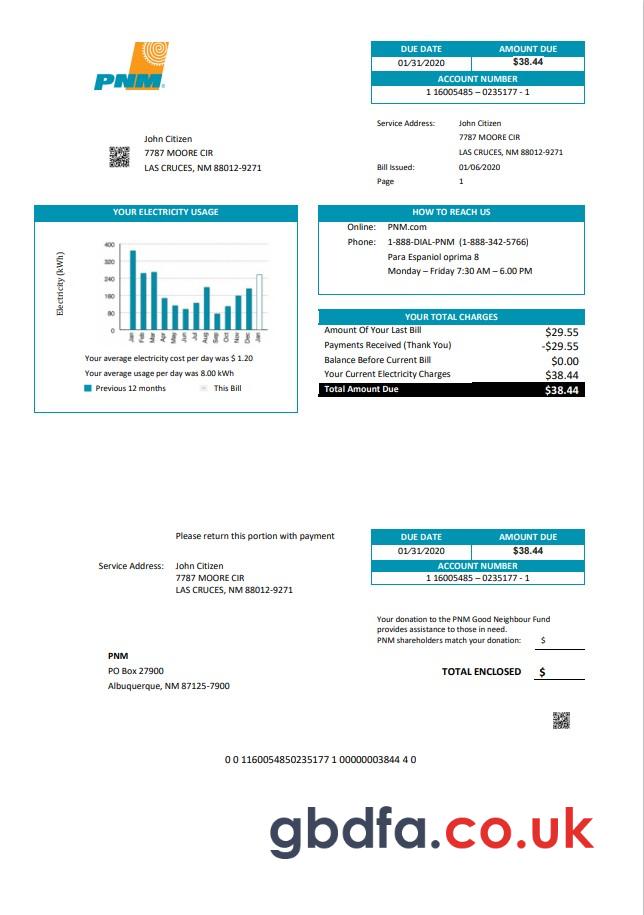 PNM
DUE DATE AMOUNT DUE
01/31/2020 $38.44
ACCOUNT NUMBER
1 16005485 – 0235177 - 1
John Citizen
7787 MOORE CIR
LAS CRUCES, NM 88012-9271
Service Address: John Citizen
7787 MOORE CIR
LAS CRUCES, NM 88012-9271
Bill Issued: 01/06/2020
Page 1
YOUR ELECTRICITY USAGE
Electricity (kWh)
400
320
240
160
80
0
Jan Feb Mar Apr May Jun Jul Aug Sep Oct Nov Dec Jan
Your average electricity cost per day was $ 1.20
Your average usage per day was 8.00 kWh
Previous 12 months This Bill
HOW TO REACH US
Online: PNM.com
Phone: 1-888-DIAL-PNM (1-888-342-5766)
Para Espaniol oprima 8
Monday – Friday 7:30 AM – 6.00 PM
YOUR TOTAL CHARGES
Amount Of Your Last Bill $29.55
Payments Received (Thank You) -$29.55
Balance Before Current Bill $0.00
Your Current Electricity Charges $38.44
Total Amount Due $38.44
Please return this portion with payment
Service Address: John Citizen
7787 MOORE CIR
LAS CRUCES, NM 88012-9271
DUE DATE AMOUNT DUE
01/31/2020 $38.44
ACCOUNT NUMBER
1 16005485 – 0235177 - 1
Your donation to the PNM Good Neighbour Fund
provides assistance to those in need.
PNM shareholders match your donation: $
PNM
PO Box 27900
Albuquerque, NM 87125-7900
TOTAL ENCLOSED $
0 0 1160054850235177 1 00000003844 4 0
gbdfa.co.uk